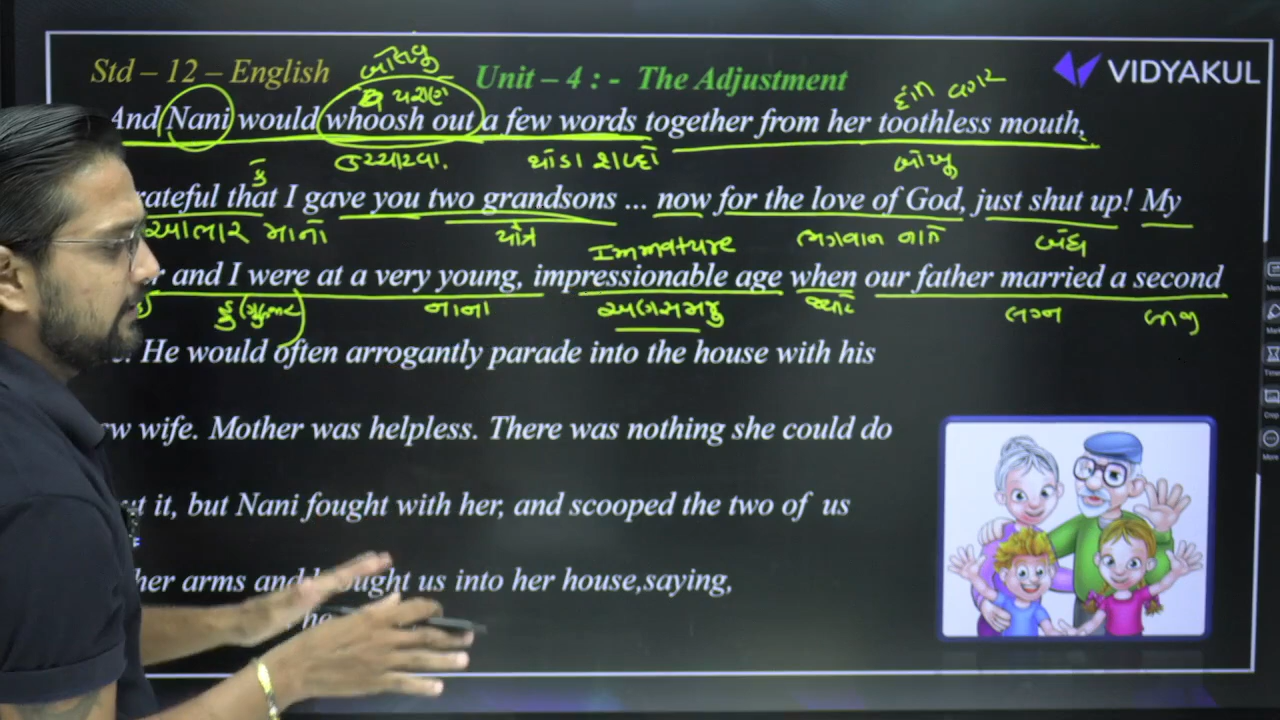 Std – 12 – English
Unit – 4 : - The Adjustment
VIDYAKUL
દાંત વગર
And Nani would whoosh out a few words together from her toothless mouth,
ઉચ્ચારવા. થોડા શબ્દો બોખુ
કે
that I gave you two grandsons ... now for the love of God, just shut up! My
આભાર માનો પૌત્ર Immature ભગવાન બંધ
and I were at a very young, impressionable age when our father married a second
હું નાના અણસમજુ જ્યારે લગ્ન
He would often arrogantly parade into the house with his
wife. Mother was helpless. There was nothing she could do
it, but Nani fought with her, and scooped the two of us
her arms and us into her house,saying,